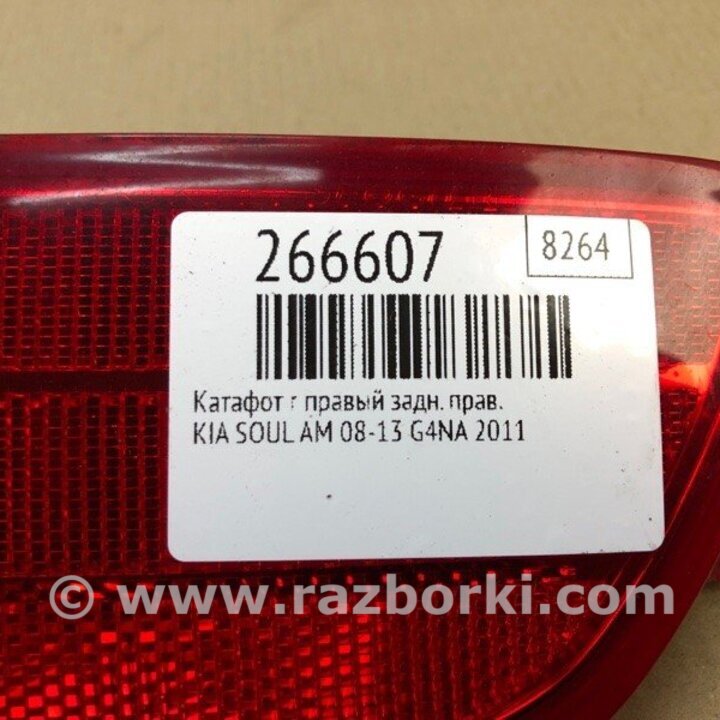 266607
8264
Катафот г правый задн. прав.
KIA SOUL AM 08-13 G4NA 2011
© www.razborki.com